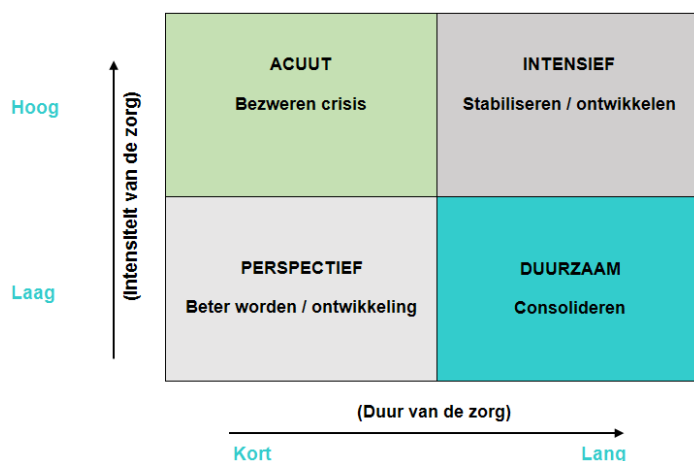 ACUUT
Bezweren crisis
INTENSIEF
Stabiliseren / ontwikkelen
Hoog
(Intensiteit van de zorg)
PERSPECTIEF
Beter worden / ontwikkeling
DUURZAAM
Consolideren
Laag
(Duur van de zorg)
Kort
Lang